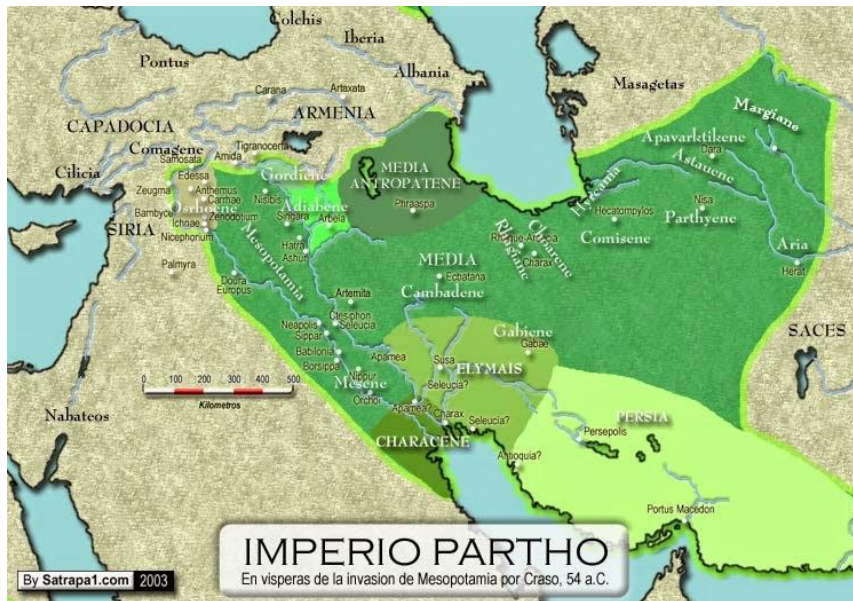 Colchis
Iberia
Pontus
Albania
Masagetas
Carana
Artaxata
ARMENIA
CAPADOCIA
Margiane
Apavarktikene
Dara
Astauene
Comagene
Samosata
Amida
Tigranocerta
Gordiene
Cilicia
Edessa
Zeugma
Anthemus
Carrhae
Osrhoene
Zenodotium
Bambyce
Ichnae
Nicephorium
SIRIA
Nisibis
Adiabene
Singara
Arbela
Hatra
Ashur
MEDIA
ANTROPATENE
Phraaspa
Hircania
Hecatompylos
Comisene
Nisa
Parthyene
Rhagiane
Charax
Aria
Herat
Mesopotamia
Palmyra
Doura
Europus
MEDIA
Ecbatana
Cambadene
Artemita
Ctesiphon
Seleucia
Neapolis
Sippar
Babilonia
Borsippa
Apamea
Nippur
Mesene
Orchoi
Gabiene
Gabae
Susa
ELYMAIS
Seleucia?
Apamea?
Charax
Seleucia?
CHARACENE
SACES
PERSIA
Persepolis
Antioquia?
Portus Macedon
Nabateos
0 100 200 300 400 500
Kilometros
IMPERIO PARTHO
En visperas de la invasion de Mesopotamia por Craso, 54 a.C.
By Satrapa1.com 2003